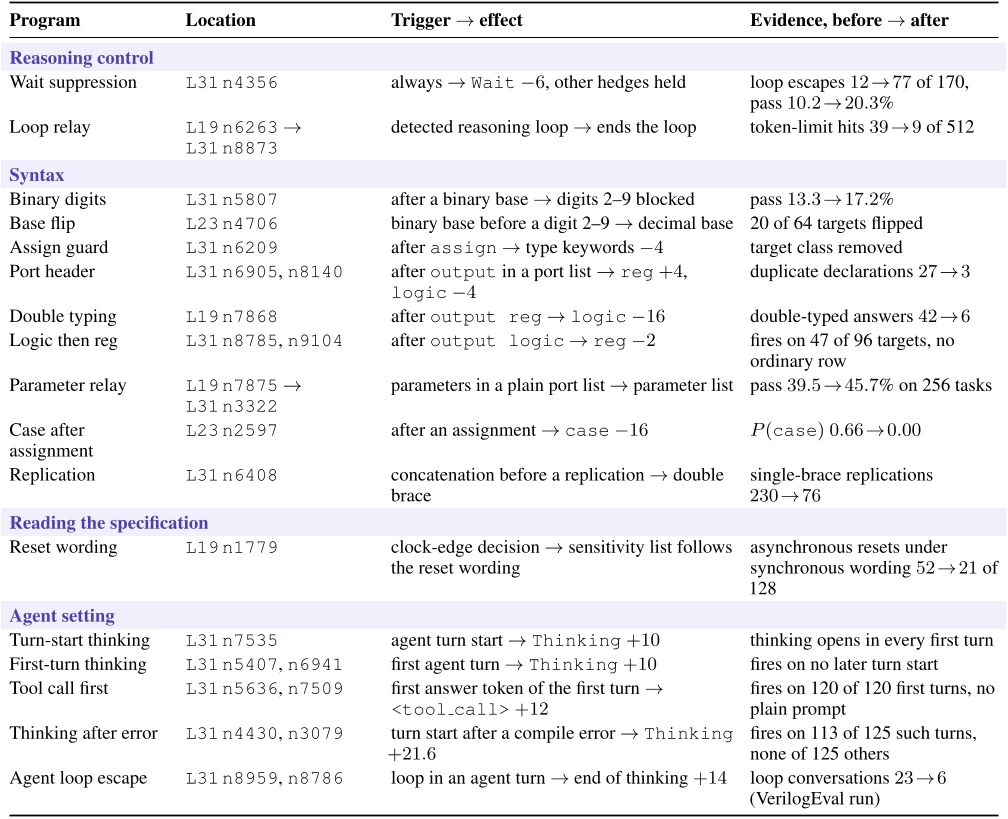 Program Location Trigger → effect Evidence, before → after
Reasoning control
Wait suppression L31 n4356 always → Wait −6, other hedges held loop escapes 12→77 of 170,
pass 10.2→20.3%
Loop relay L19 n6263 → detected reasoning loop → ends the loop token-limit hits 39→9 of 512
L31 n8873
Syntax
Binary digits L31 n5807 after a binary base → digits 2–9 blocked pass 13.3→17.2%
Base flip L23 n4706 binary base before a digit 2–9 → decimal base 20 of 64 targets flipped
Assign guard L31 n6209 after assign → type keywords −4 target class removed
Port header L31 n6905, n8140 after output in a port list → reg +4, duplicate declarations 27→3
logic −4
Double typing L19 n7868 after output reg → logic −16 double-typed answers 42→6
Logic then reg L31 n8785, n9104 after output logic → reg −2 fires on 47 of 96 targets, no
ordinary row
Parameter relay L19 n7875 → parameters in a plain port list → parameter list pass 39.5→45.7% on 256 tasks
L31 n3322
Case after L23 n2597 after an assignment → case −16 P(case) 0.66→0.00
assignment
Replication L31 n6408 concatenation before a replication → double single-brace replications
brace 230→76
Reading the specification
Reset wording L19 n1779 clock-edge decision → sensitivity list follows asynchronous resets under
the reset wording synchronous wording 52→21 of
128
Agent setting
Turn-start thinking L31 n7535 agent turn start → Thinking +10 thinking opens in every first turn
First-turn thinking L31 n5407, n6941 first agent turn → Thinking +10 fires on no later turn start
Tool call first L31 n5636, n7509 first answer token of the first turn → fires on 120 of 120 first turns, no
<tool_call> +12 plain prompt
Thinking after error L31 n4430, n3079 turn start after a compile error → Thinking fires on 113 of 125 such turns,
+21.6 none of 125 others
Agent loop escape L31 n8959, n8786 loop in an agent turn → end of thinking +14 loop conversations 23→6
(VerilogEval run)